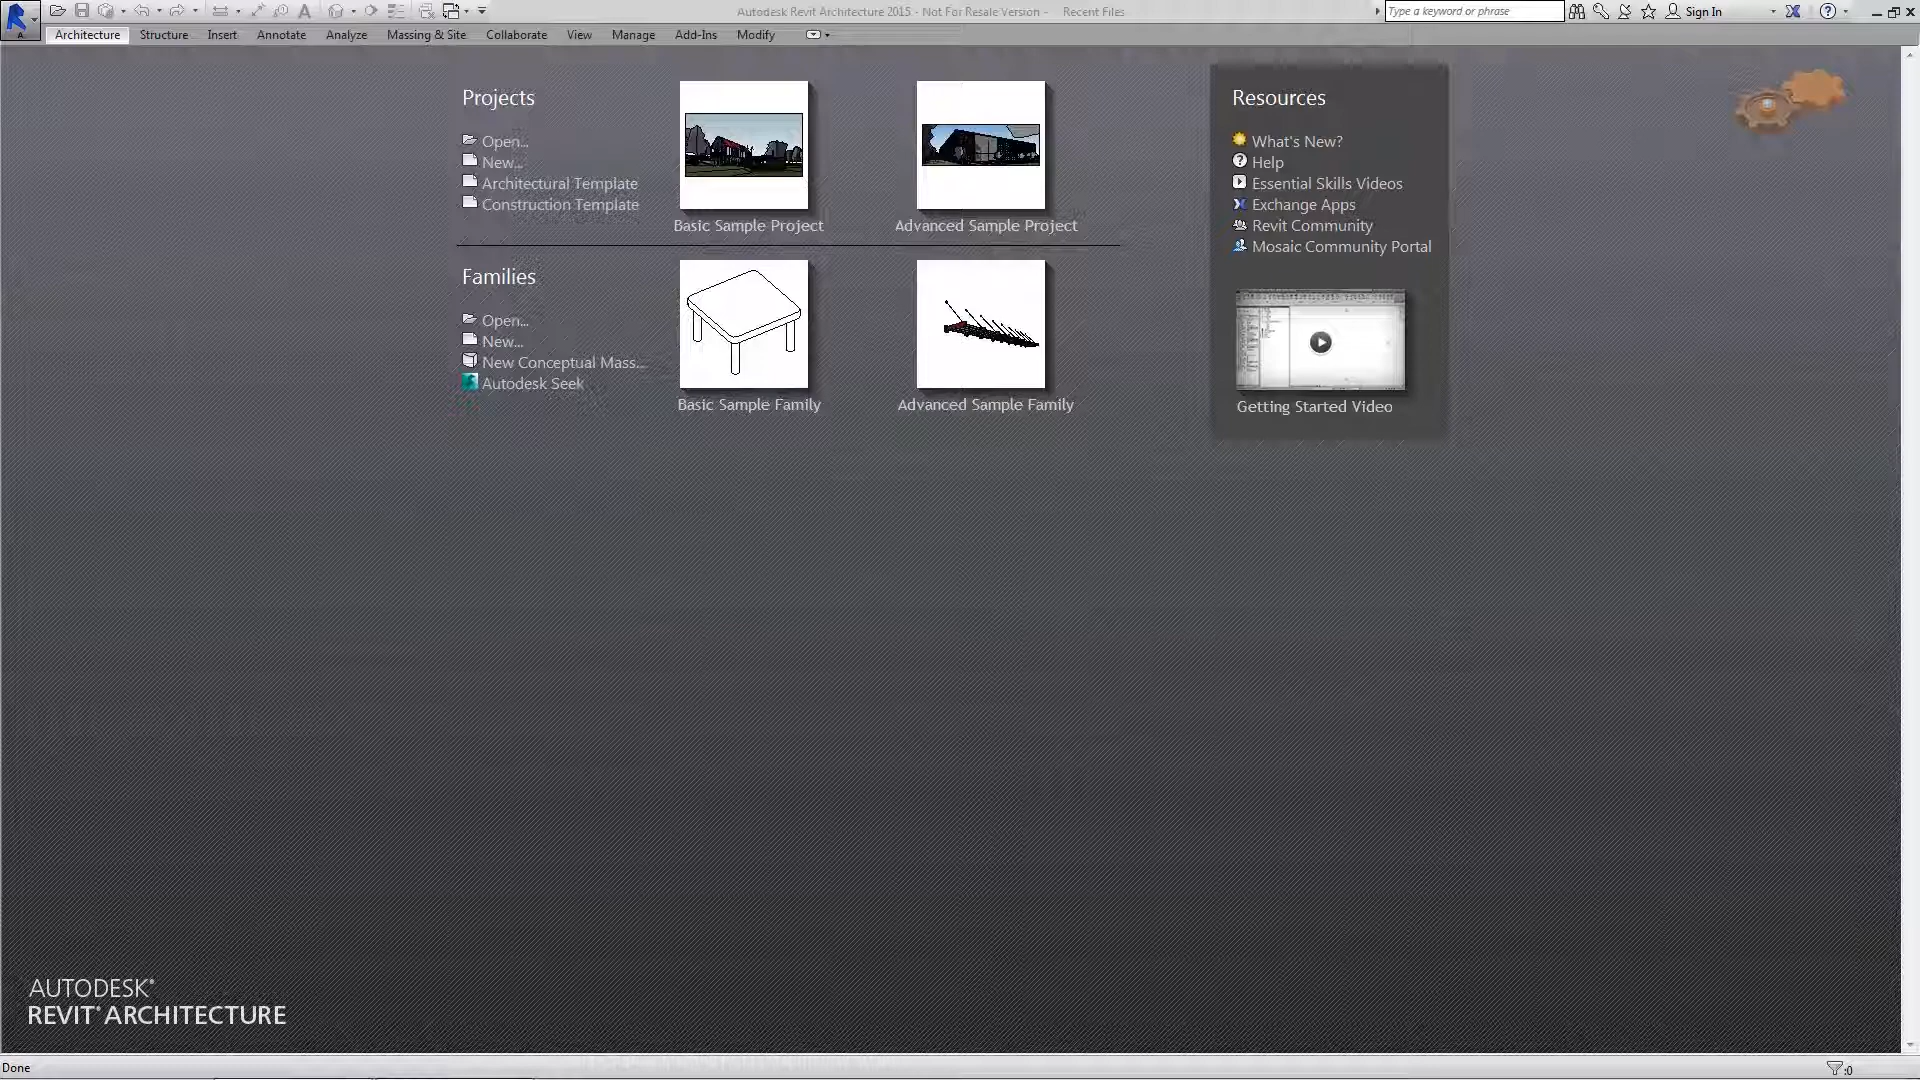 Autodesk Revit Architecture 2015 - Not For Resale Version - Recent Files
Type a keyword or phrase
Sign In
Architecture Structure Insert Annotate Analyze Massing & Site Collaborate View Manage Add-Ins Modify
Projects
Open...
New...
Architectural Template
Construction Template
Basic Sample Project
Advanced Sample Project
Families
Open...
New...
New Conceptual Mass...
Autodesk Seek
Basic Sample Family
Advanced Sample Family
Resources
What's New?
Help
Essential Skills Videos
Exchange Apps
Revit Community
Mosaic Community Portal
Getting Started Video
AUTODESK®
REVIT® ARCHITECTURE
Done
:0